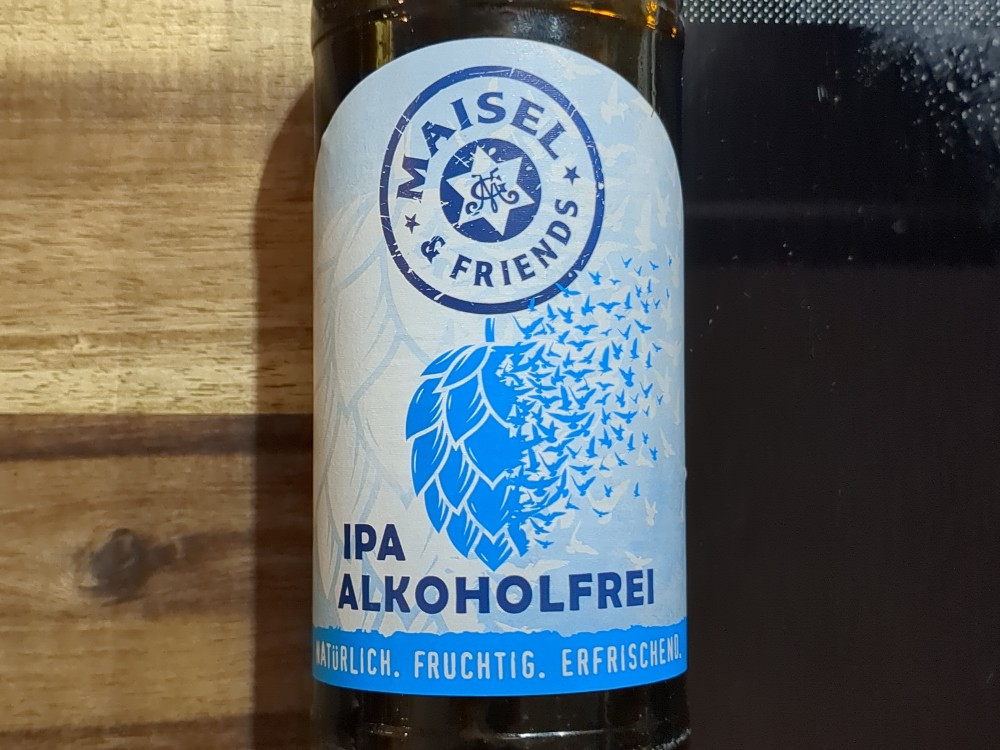 MAISEL
& FRIENDS
IPA
ALKOHOLFREI
NATÜRLICH. FRUCHTIG. ERFRISCHEND.